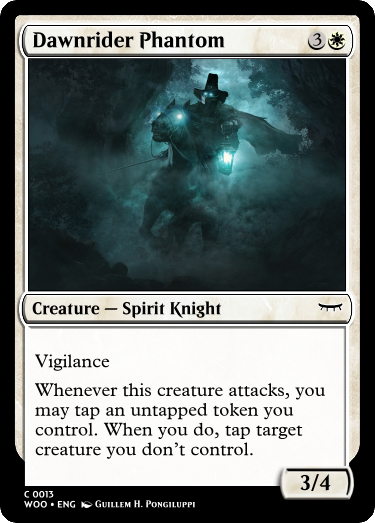 Dawnrider Phantom 3
Creature — Spirit Knight
Vigilance
Whenever this creature attacks, you
may tap an untapped token you
control. When you do, tap target
creature you don't control.
3/4
C 0013
WOO • ENG Guillem H. Pongiluppi